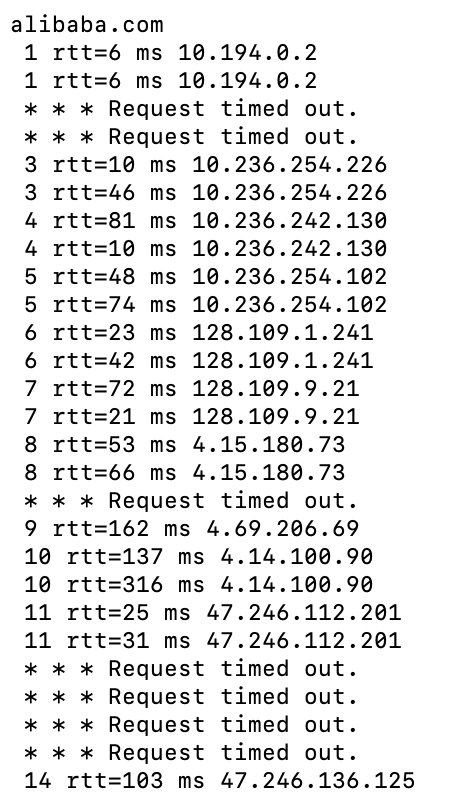 alibaba.com
1 rtt=6 ms 10.194.0.2
1 rtt=6 ms 10.194.0.2
* * * Request timed out.
* * * Request timed out.
3 rtt=10 ms 10.236.254.226
3 rtt=46 ms 10.236.254.226
4 rtt=81 ms 10.236.242.130
4 rtt=10 ms 10.236.242.130
5 rtt=48 ms 10.236.254.102
5 rtt=74 ms 10.236.254.102
6 rtt=23 ms 128.109.1.241
6 rtt=42 ms 128.109.1.241
7 rtt=72 ms 128.109.9.21
7 rtt=21 ms 128.109.9.21
8 rtt=53 ms 4.15.180.73
8 rtt=66 ms 4.15.180.73
* * * Request timed out.
9 rtt=162 ms 4.69.206.69
10 rtt=137 ms 4.14.100.90
10 rtt=316 ms 4.14.100.90
11 rtt=25 ms 47.246.112.201
11 rtt=31 ms 47.246.112.201
* * * Request timed out.
* * * Request timed out.
* * * Request timed out.
* * * Request timed out.
14 rtt=103 ms 47.246.136.125